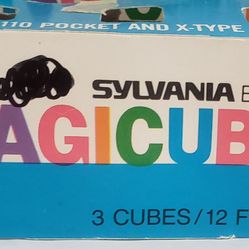 110 POCKET AND X-TYPE
SYLVANIA
AGICUB
3 CUBES/12 F